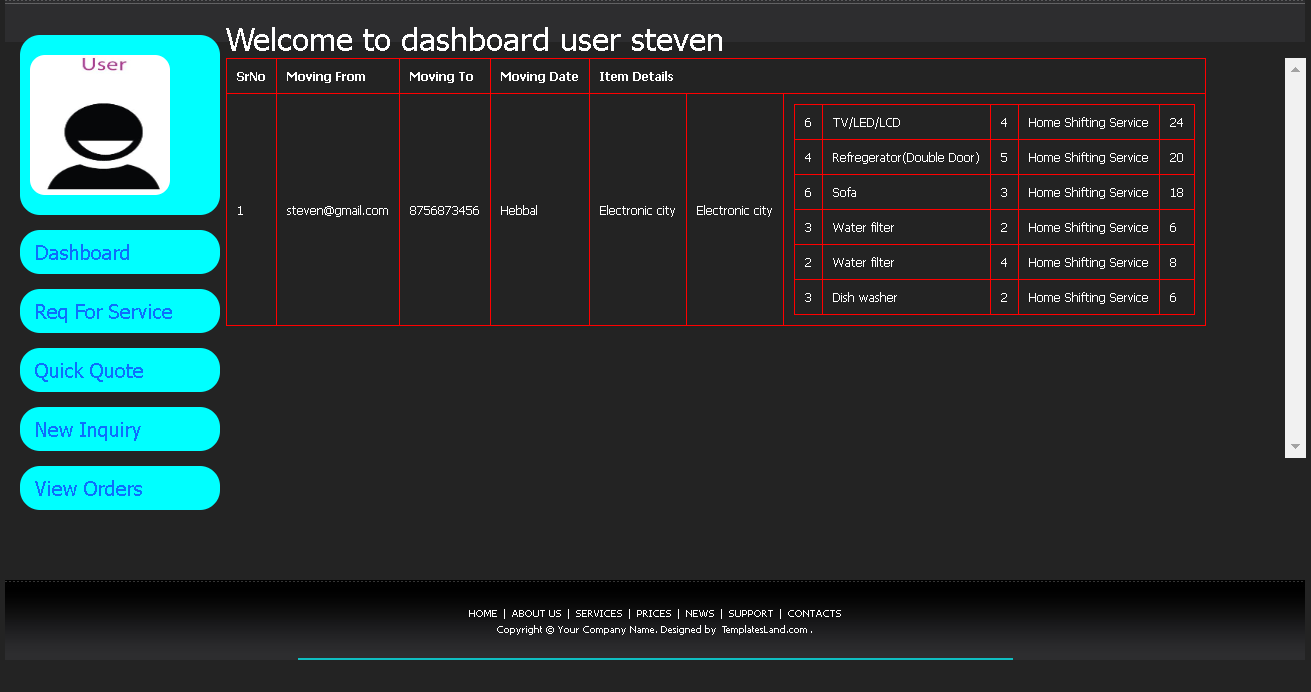 Welcome to dashboard user steven
User
SrNo Moving From Moving To Moving Date Item Details
6 TV/LED/LCD 4 Home Shifting Service 24
4 Refregerator(Double Door) 5 Home Shifting Service 20
6 Sofa 3 Home Shifting Service 18
1 steven@gmail.com 8756873456 Hebbal Electronic city Electronic city
3 Water filter 2 Home Shifting Service 6
2 Water filter 4 Home Shifting Service 8
3 Dish washer 2 Home Shifting Service 6
Dashboard
Req For Service
Quick Quote
New Inquiry
View Orders
HOME | ABOUT US | SERVICES | PRICES | NEWS | SUPPORT | CONTACTS
Copyright © Your Company Name. Designed by TemplatesLand.com .